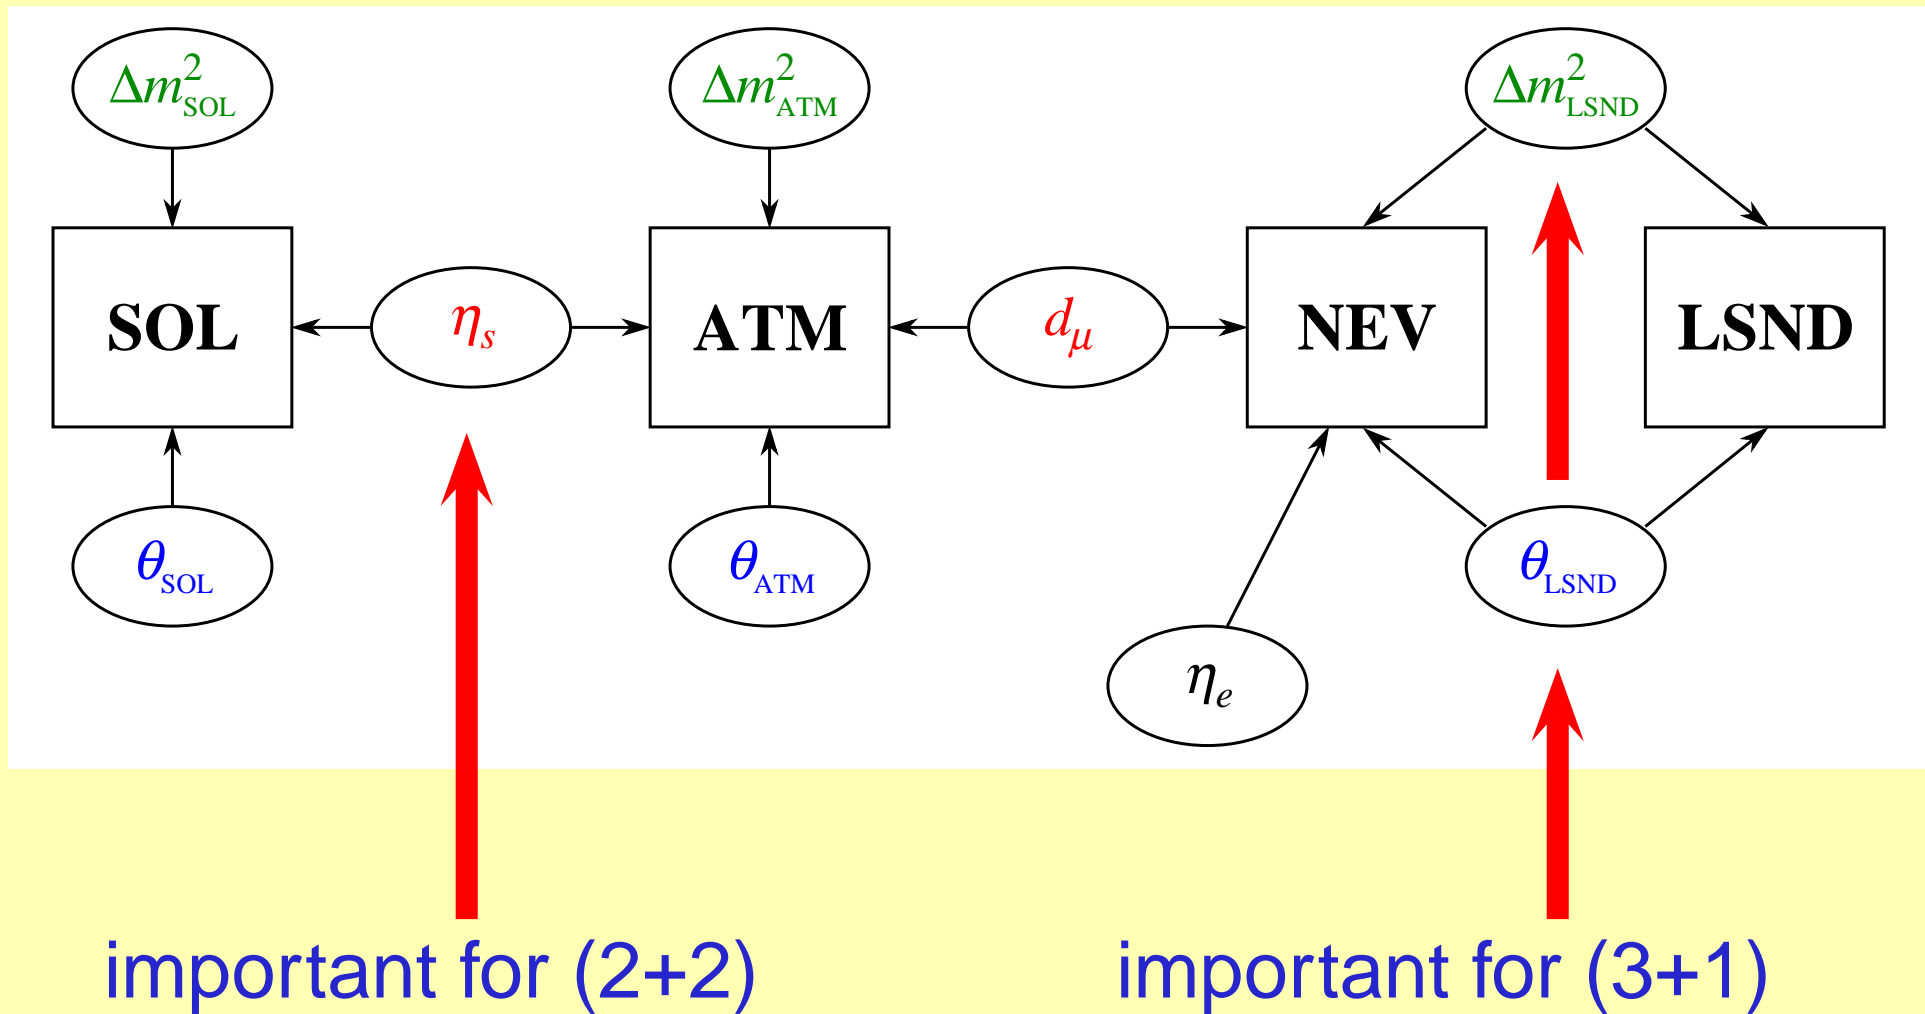 Δm²SOL Δm²ATM Δm²LSND
SOL ηs ATM dμ NEV LSND
θSOL θATM θLSND
ηe
important for (2+2) important for (3+1)